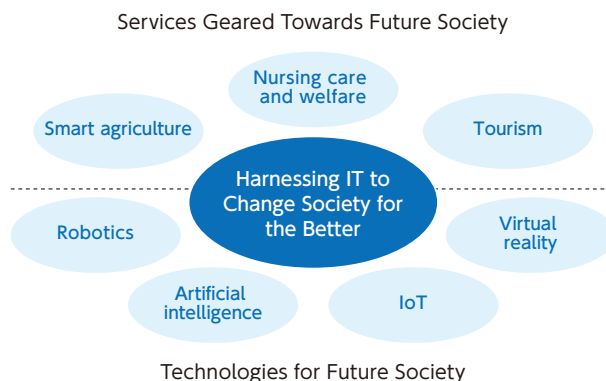 Services Geared Towards Future Society
Nursing care
and welfare
Smart agriculture
Tourism
Harnessing IT to
Change Society for
the Better
Robotics
Virtual
reality
Artificial
intelligence
IoT
Technologies for Future Society